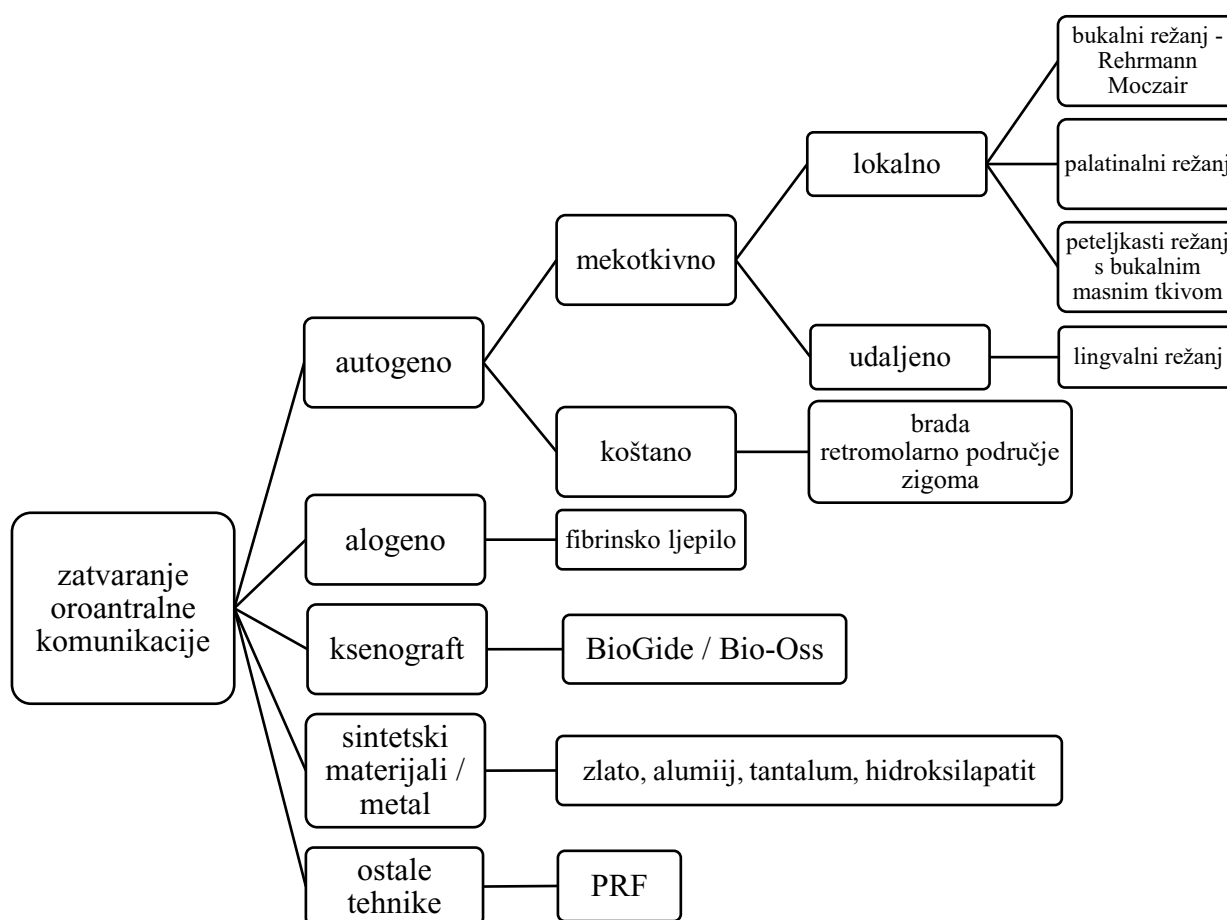 zatvaranje
oroantralne
komunikacije
autogeno
mekotkivno
lokalno
bukalni režanj -
Rehrmann
Moczair
palatinalni režanj
peteljkasti režanj
s bukalnim
masnim tkivom
udaljeno
lingvalni režanj
koštano
brada
retromolarno područje
zigoma
alogeno
fibrinsko ljepilo
ksenograft
BioGide / Bio-Oss
sintetski
materijali /
metal
zlato, alumiij, tantalum, hidroksilapatit
ostale
tehnike
PRF